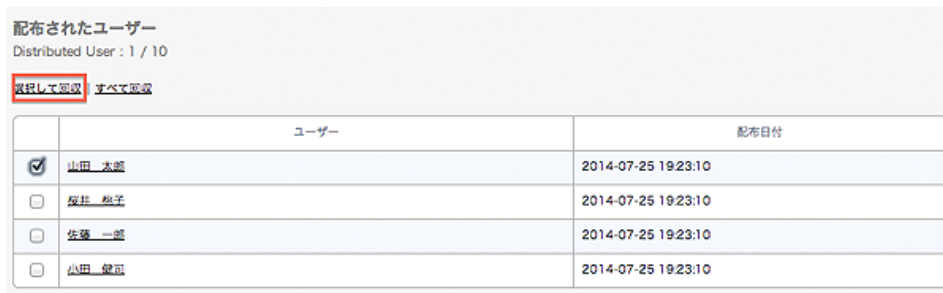 配布されたユーザー
Distributed User : 1 / 10
選択して回収 | すべて回収
ユーザー 配布日付
山田 太郎 2014-07-25 19:23:10
桜井 桃子 2014-07-25 19:23:10
佐藤 一郎 2014-07-25 19:23:10
小田 健司 2014-07-25 19:23:10